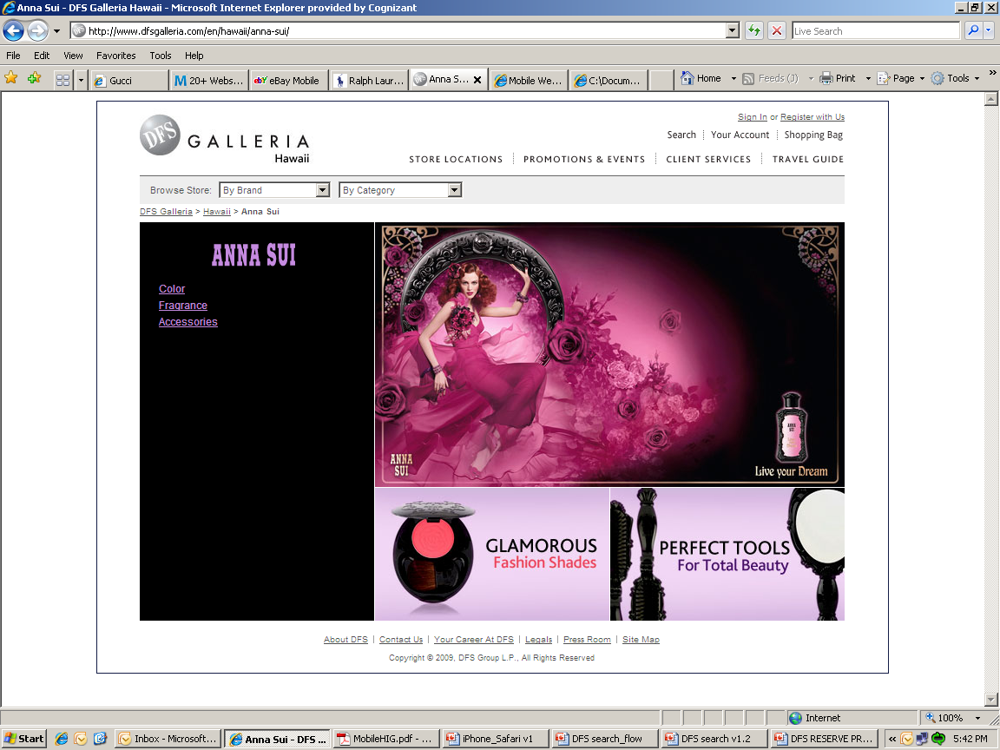 Anna Sui - DFS Galleria Hawaii - Microsoft Internet Explorer provided by Cognizant
http://www.dfsgalleria.com/en/hawaii/anna-sui/
Live Search
File Edit View Favorites Tools Help
Gucci
20+ Webs...
eBay Mobile
Ralph Laur...
Anna S...
Mobile We...
C:\Docum...
Home
Feeds (J)
Print
Page
Tools
Sign In or Register with Us
DFS
GALLERIA
Hawaii
Search Your Account Shopping Bag
STORE LOCATIONS PROMOTIONS & EVENTS CLIENT SERVICES TRAVEL GUIDE
Browse Store: By Brand By Category
DFS Galleria > Hawaii > Anna Sui
ANNA SUI
Color
Fragrance
Accessories
ANNA
SUI
ANNA
SUI
Live your Dream
GLAMOROUS
Fashion Shades
PERFECT TOOLS
For Total Beauty
About DFS | Contact Us | Your Career At DFS | Legals | Press Room | Site Map
Copyright © 2009, DFS Group L.P., All Rights Reserved
Internet
100%
Start
Inbox - Microsoft...
Anna Sui - DFS ...
MobileHIG.pdf - ...
iPhone_Safari v1
DFS search_flow
DFS search v1.2
DFS RESERVE PR...
5:42 PM